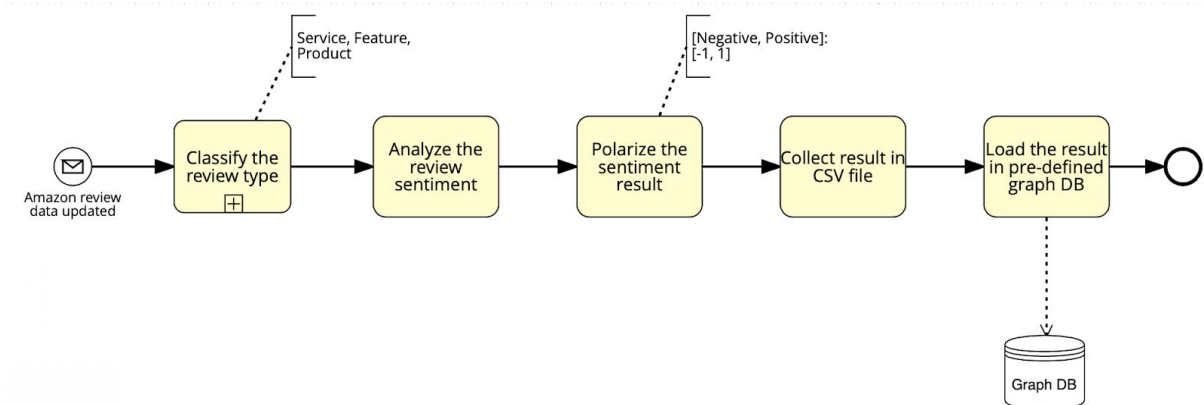 Service, Feature,
Product
[Negative, Positive]:
[-1, 1]
Amazon review
data updated
Classify the
review type
Analyze the
review
sentiment
Polarize the
sentiment
result
Collect result in
CSV file
Load the result
in pre-defined
graph DB
Graph DB